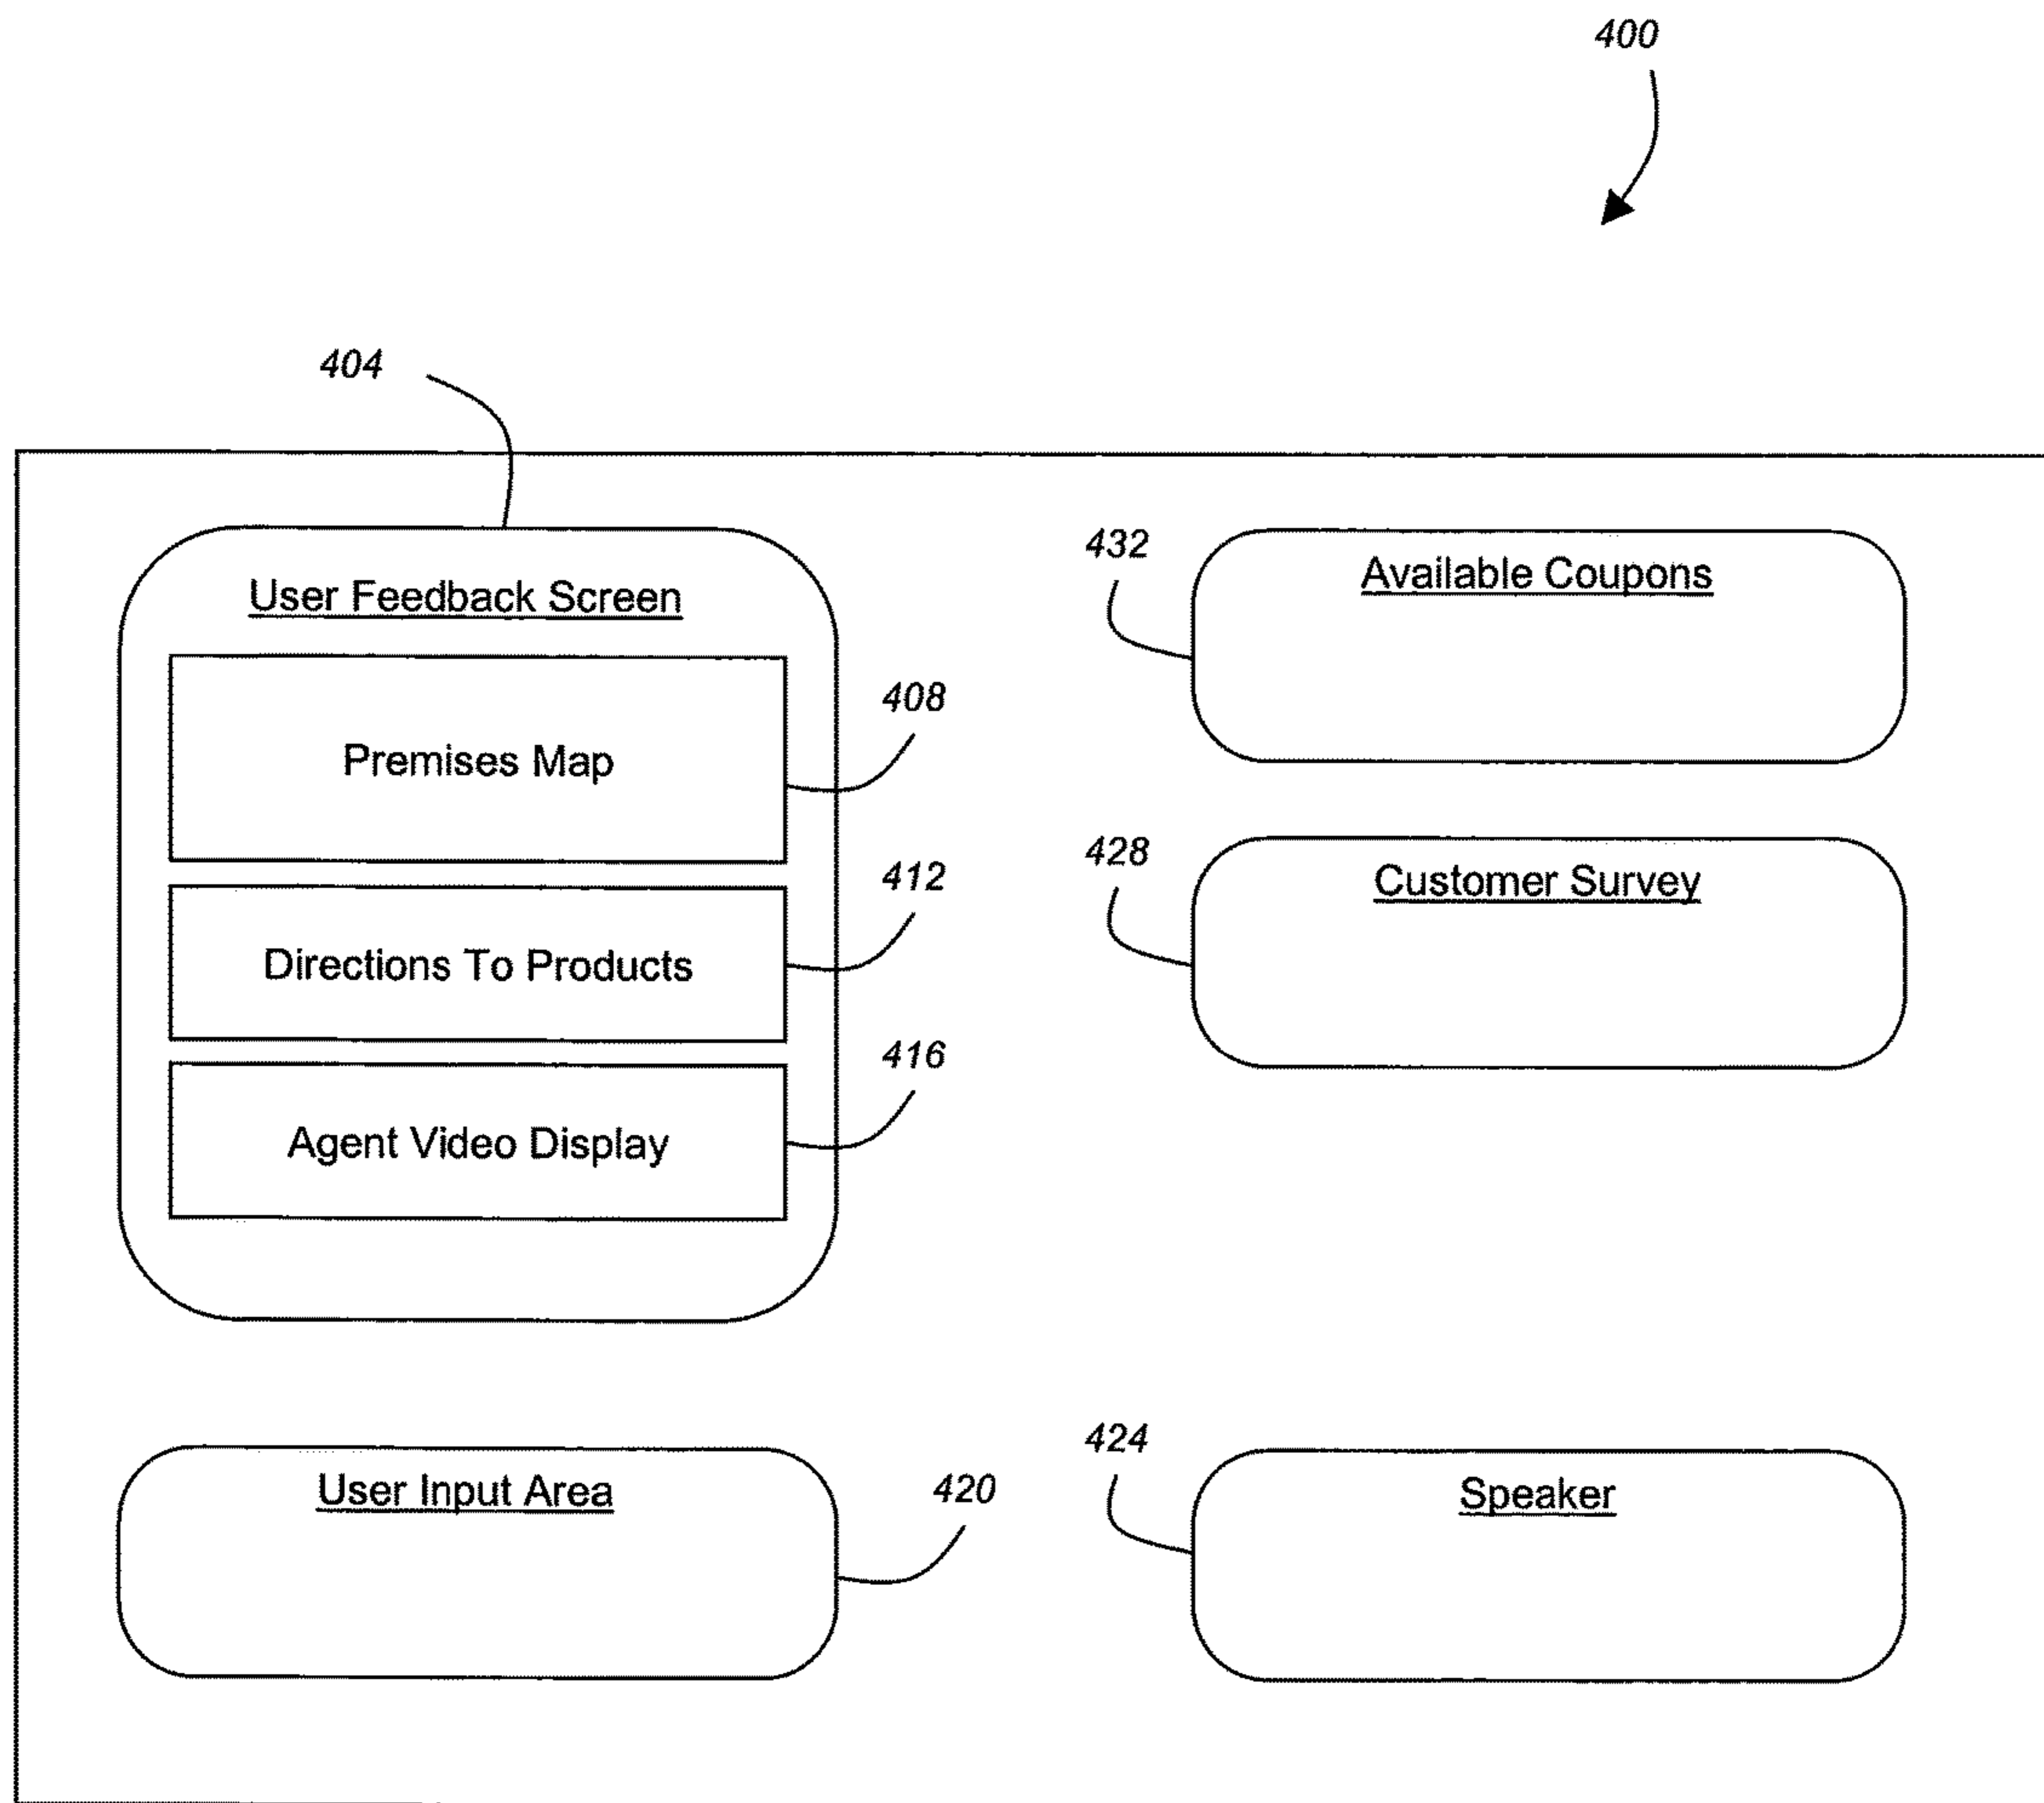 400
404
User Feedback Screen
Premises Map
408
Directions To Products
412
Agent Video Display
416
432
Available Coupons
428
Customer Survey
User Input Area
420
424
Speaker